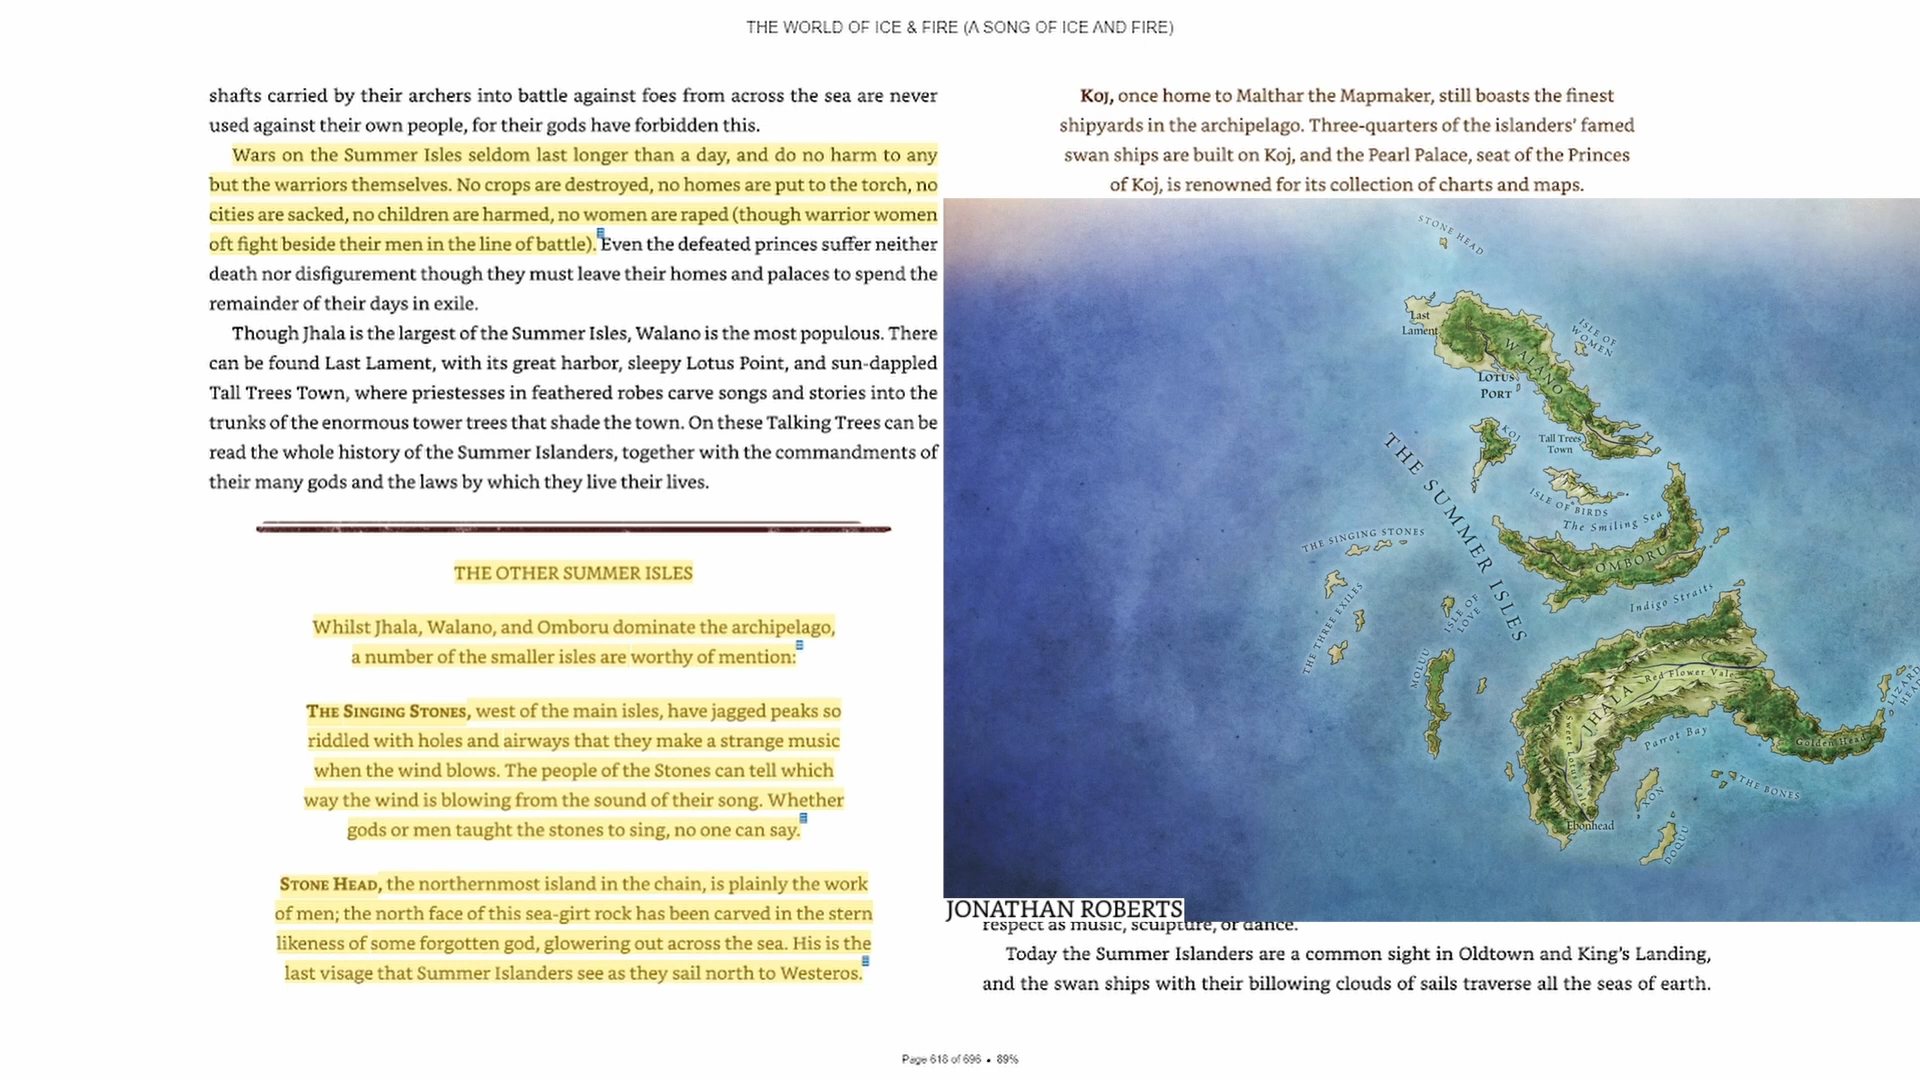 THE WORLD OF ICE & FIRE (A SONG OF ICE AND FIRE)
shafts carried by their archers into battle against foes from across the sea are never
used against their own people, for their gods have forbidden this.
Wars on the Summer Isles seldom last longer than a day, and do no harm to any
but the warriors themselves. No crops are destroyed, no homes are put to the torch, no
cities are sacked, no children are harmed, no women are raped (though warrior women
oft fight beside their men in the line of battle). Even the defeated princes suffer neither
death nor disfigurement though they must leave their homes and palaces to spend the
remainder of their days in exile.
Though Jhala is the largest of the Summer Isles, Walano is the most populous. There
can be found Last Lament, with its great harbor, sleepy Lotus Point, and sun-dappled
Tall Trees Town, where priestesses in feathered robes carve songs and stories into the
trunks of the enormous tower trees that shade the town. On these Talking Trees can be
read the whole history of the Summer Islanders, together with the commandments of
their many gods and the laws by which they live their lives.
THE OTHER SUMMER ISLES
Whilst Jhala, Walano, and Omboru dominate the archipelago,
a number of the smaller isles are worthy of mention:
THE SINGING STONES, west of the main isles, have jagged peaks so
riddled with holes and airways that they make a strange music
when the wind blows. The people of the Stones can tell which
way the wind is blowing from the sound of their song. Whether
gods or men taught the stones to sing, no one can say.
STONE HEAD, the northernmost island in the chain, is plainly the work
of men; the north face of this sea-girt rock has been carved in the stern
likeness of some forgotten god, glowering out across the sea. His is the
last visage that Summer Islanders see as they sail north to Westeros.
KOJ, once home to Malthar the Mapmaker, still boasts the finest
shipyards in the archipelago. Three-quarters of the islanders' famed
swan ships are built on Koj, and the Pearl Palace, seat of the Princes
of Koj, is renowned for its collection of charts and maps.
STONE HEAD
Last
Lament
WALANO
ISLE OF
WOMEN
LOTUS
PORT
KOJ
Tall Trees
Town
ISLE OF BIRDS
The Smiling Sea
THE SUMMER ISLES
THE SINGING STONES
OMBORU
THE THREE EXILES
ISLE OF
LOVE
Indigo Straits
MOLUU
JHALA
Red Flower Vale
Sweet Lotus Vale
LIZARD
HEAD
Parrot Bay
Golden Head
XON
THE BONES
Ebonhead
DOQUU
JONATHAN ROBERTS
respect as music, sculpture, or dance.
Today the Summer Islanders are a common sight in Oldtown and King's Landing,
and the swan ships with their billowing clouds of sails traverse all the seas of earth.
Page 618 of 696 • 89%